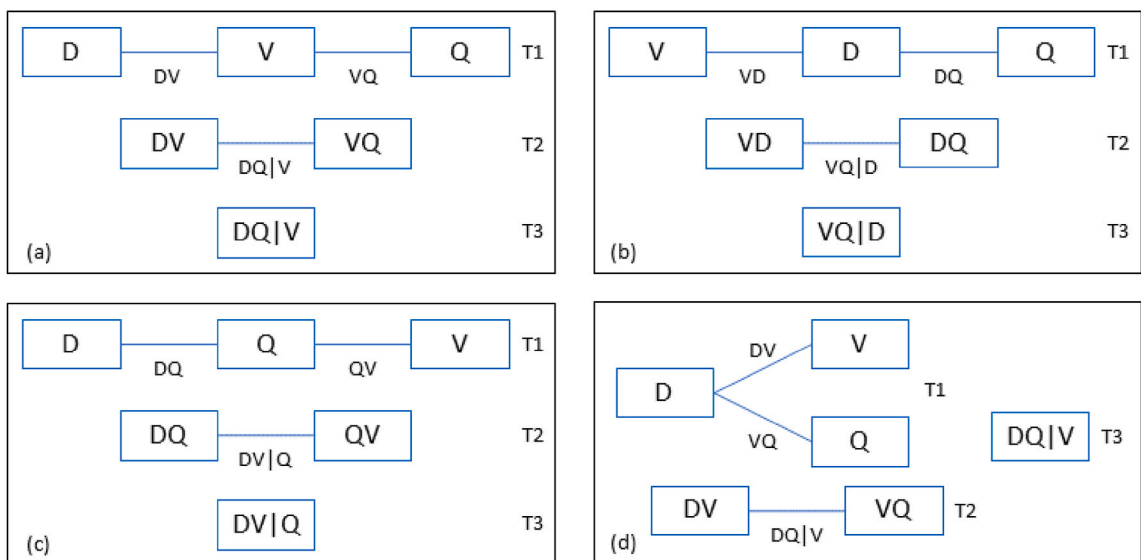 D V Q T1
DV VQ
DV VQ T2
DQ|V
DQ|V T3
(a)
V D Q T1
VD DQ
VD DQ T2
VQ|D
VQ|D T3
(b)
D Q V T1
DQ QV
DQ QV T2
DV|Q
DV|Q T3
(c)
V
DV
D T1
VQ Q DQ|V T3
DV VQ T2
DQ|V
(d)